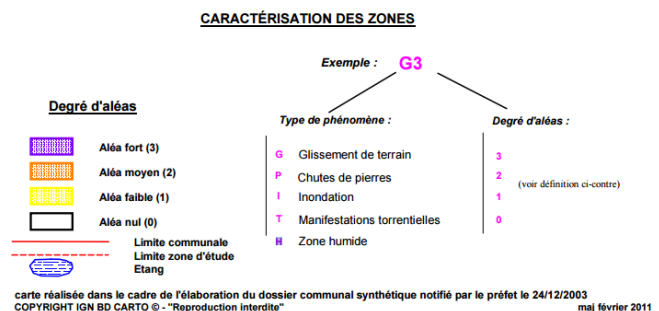 CARACTÉRISATION DES ZONES
Exemple : G3
Degré d'aléas
Aléa fort (3)
Aléa moyen (2)
Aléa faible (1)
Aléa nul (0)
Limite communale
Limite zone d'étude
Etang
Type de phénomène :
G Glissement de terrain
P Chutes de pierres
I Inondation
T Manifestations torrentielles
H Zone humide
Degré d'aléas :
3
2
1
0
(voir définition ci-contre)
carte réalisée dans le cadre de l'élaboration du dossier communal synthétique notifié par le préfet le 24/12/2003
COPYRIGHT IGN BD CARTO © - "Reproduction interdite" mai février 2011